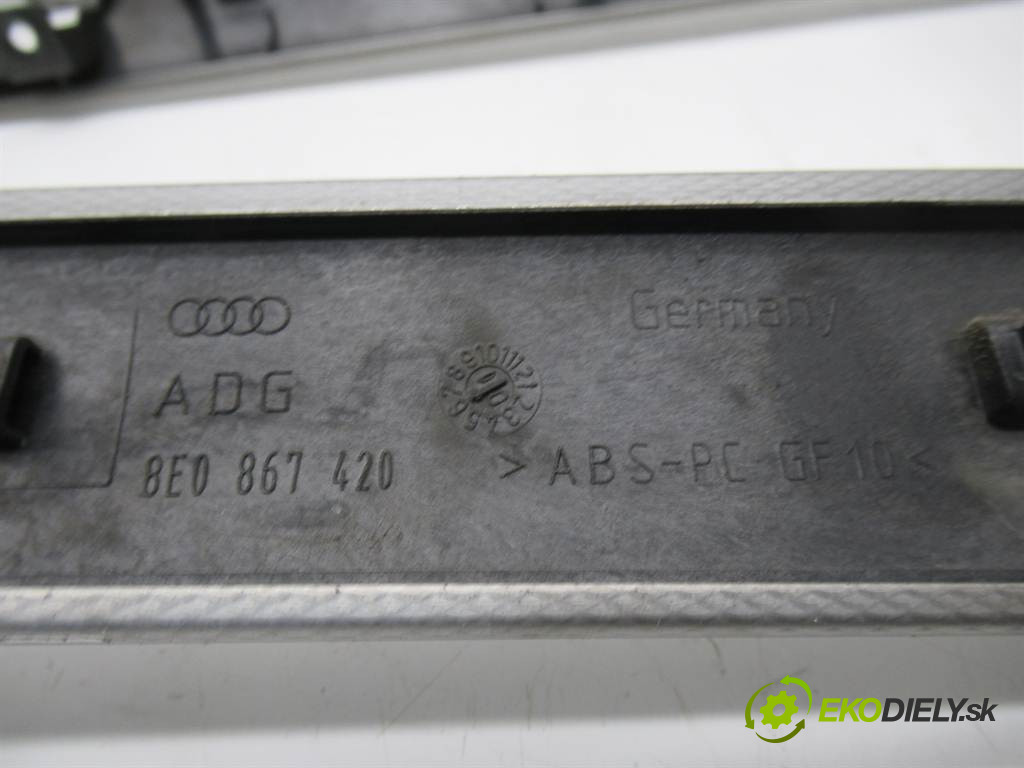 Germany
ADG
8E0 867 420
>ABS-PC-GF10<
EKODIELY.sk